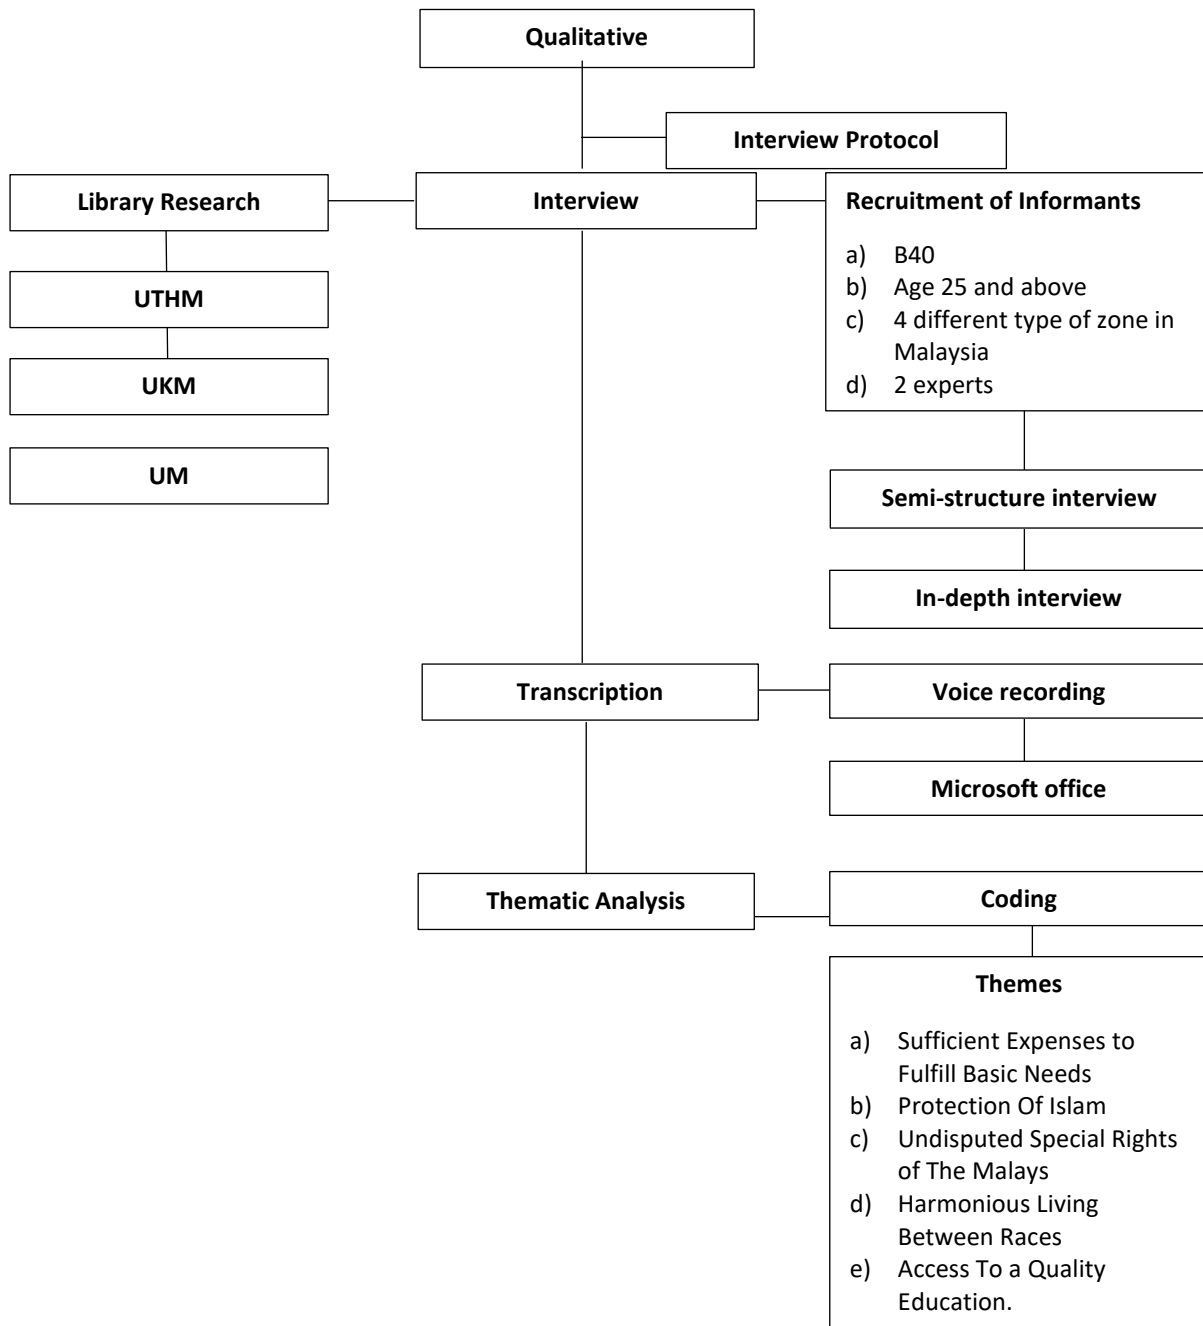 Qualitative
Interview Protocol
Library Research
Interview
Recruitment of Informants
a) B40
b) Age 25 and above
c) 4 different type of zone in
Malaysia
d) 2 experts
UTHM
UKM
UM
Semi-structure interview
In-depth interview
Transcription
Voice recording
Microsoft office
Thematic Analysis
Coding
Themes
a) Sufficient Expenses to
Fulfill Basic Needs
b) Protection Of Islam
c) Undisputed Special Rights
of The Malays
d) Harmonious Living
Between Races
e) Access To a Quality
Education.